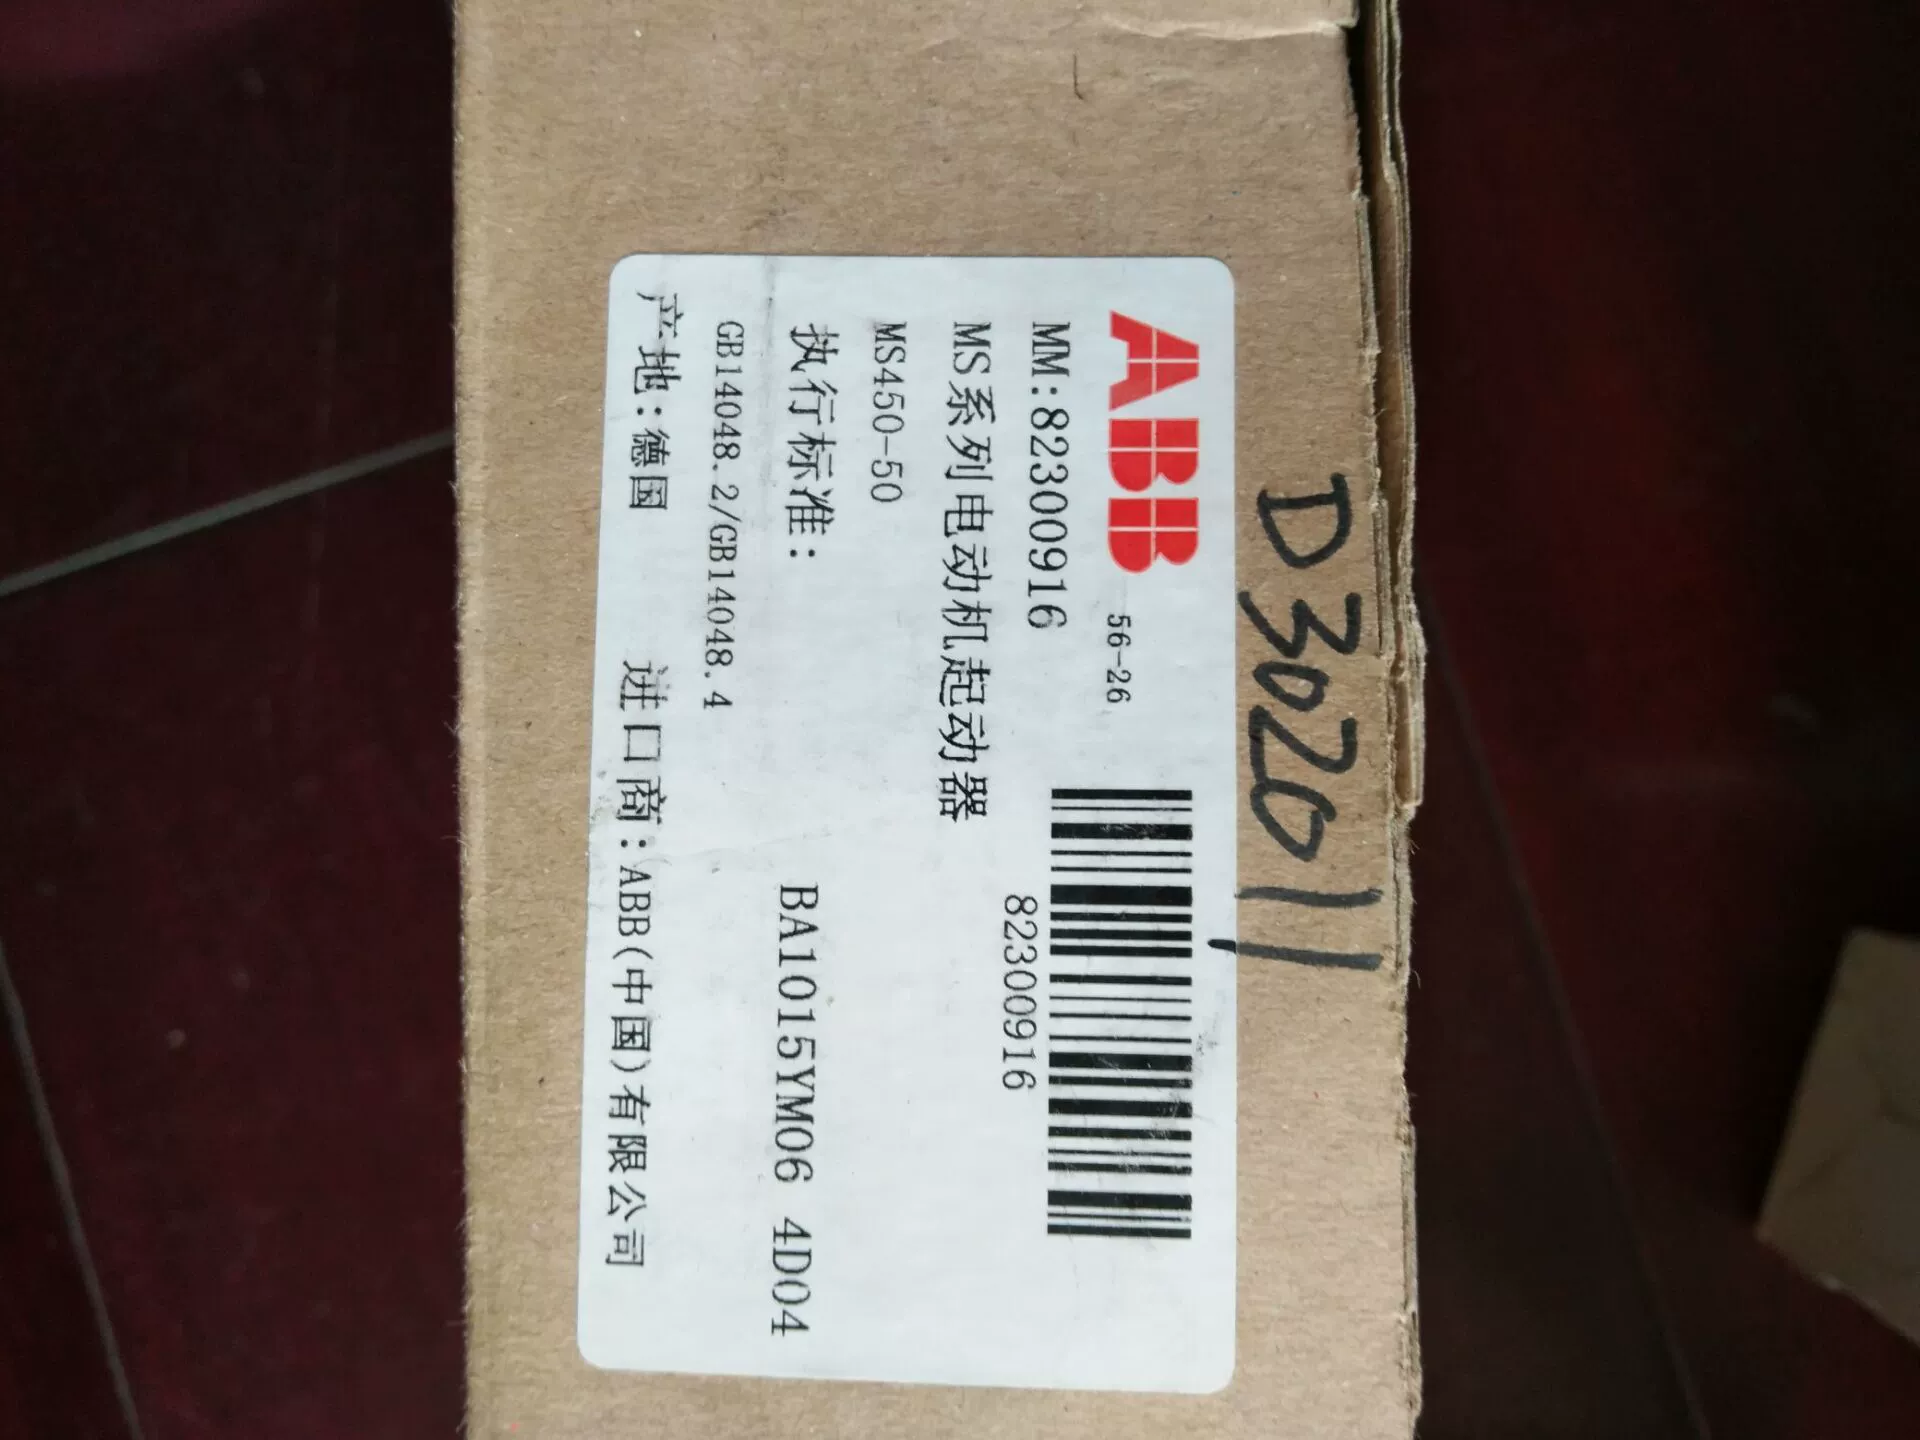 D302011
ABB 56-26
MM:82300916
82300916
MS系列电动机起动器
MS450-50
执行标准:
BA1015YM06 4D04
GB14048.2/GB14048.4
产地:德国 进口商:ABB(中国)有限公司